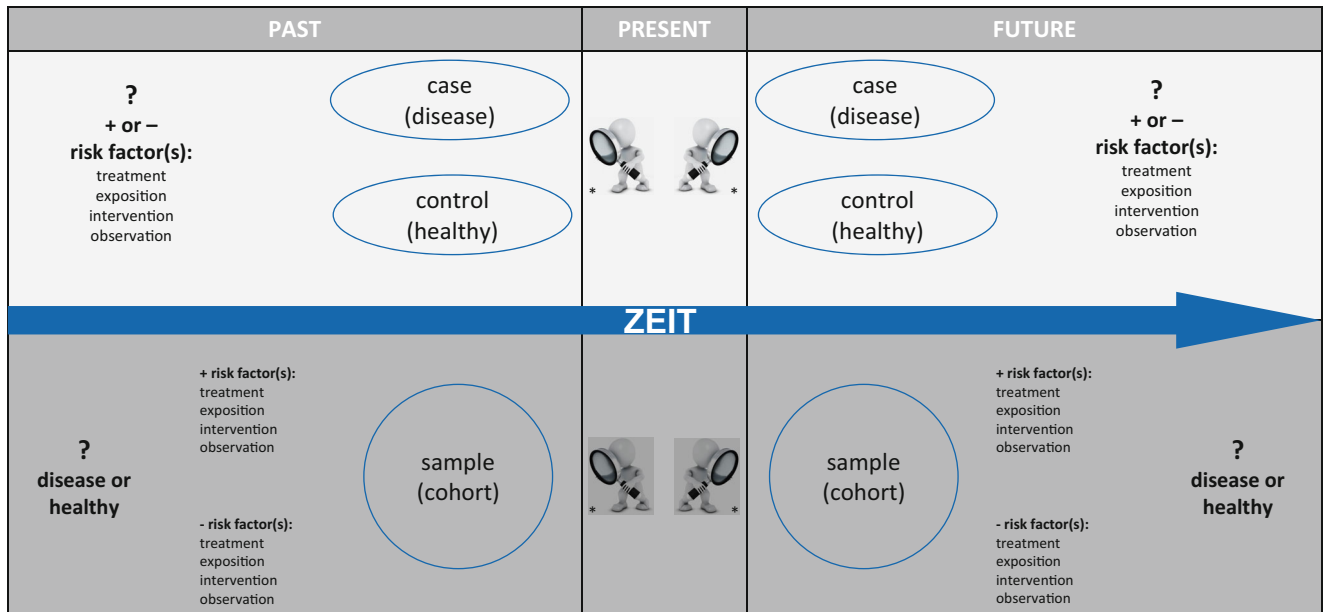 PAST
PRESENT
FUTURE
?
+ or –
risk factor(s):
treatment
exposition
intervention
observation
case
(disease)
control
(healthy)
*
*
case
(disease)
control
(healthy)
?
+ or –
risk factor(s):
treatment
exposition
intervention
observation
ZEIT
?
disease or
healthy
+ risk factor(s):
treatment
exposition
intervention
observation
- risk factor(s):
treatment
exposition
intervention
observation
sample
(cohort)
*
*
sample
(cohort)
+ risk factor(s):
treatment
exposition
intervention
observation
- risk factor(s):
treatment
exposition
intervention
observation
?
disease or
healthy